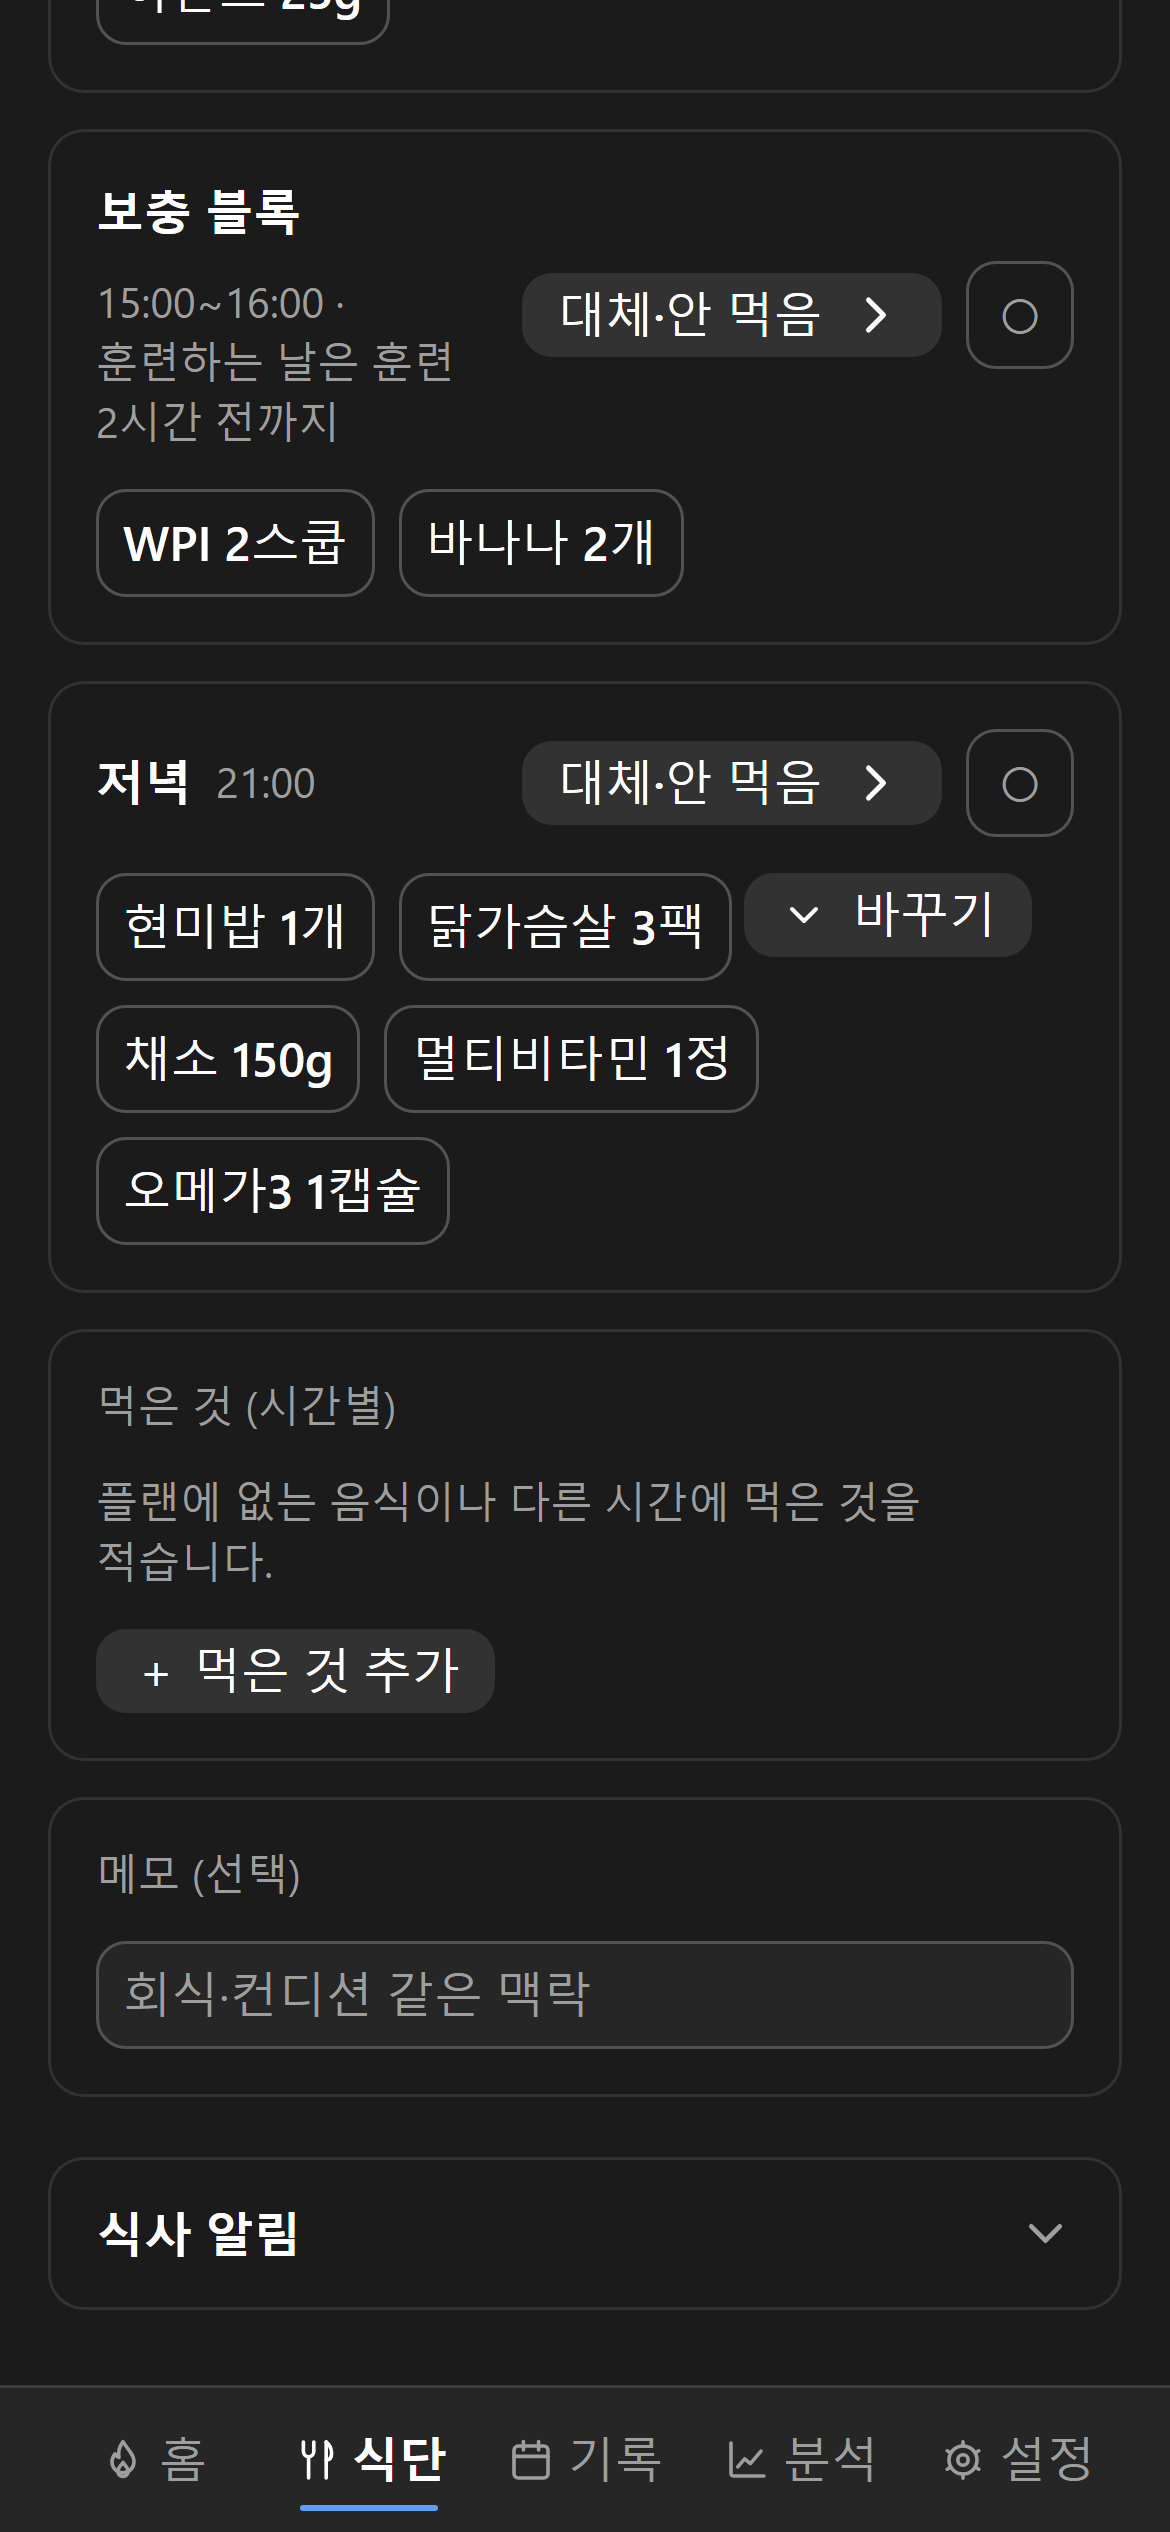 25g
보충 블록
15:00~16:00 ·
훈련하는 날은 훈련
2시간 전까지
대체·안 먹음
WPI 2스쿱
바나나 2개
저녁 21:00
대체·안 먹음
현미밥 1개
닭가슴살 3팩
바꾸기
채소 150g
멀티비타민 1정
오메가3 1캡슐
먹은 것 (시간별)
플랜에 없는 음식이나 다른 시간에 먹은 것을
적습니다.
+ 먹은 것 추가
메모 (선택)
회식·컨디션 같은 맥락
식사 알림
홈
식단
기록
분석
설정